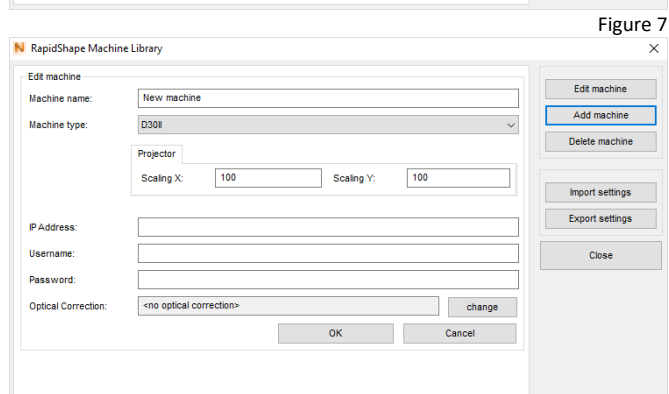 Figure 7
RapidShape Machine Library
Edit machine
Machine name: New machine
Machine type: D30II
Projector
Scaling X: 100 Scaling Y: 100
IP Address:
Username:
Password:
Optical Correction: <no optical correction> change
OK Cancel
Edit machine
Add machine
Delete machine
Import settings
Export settings
Close